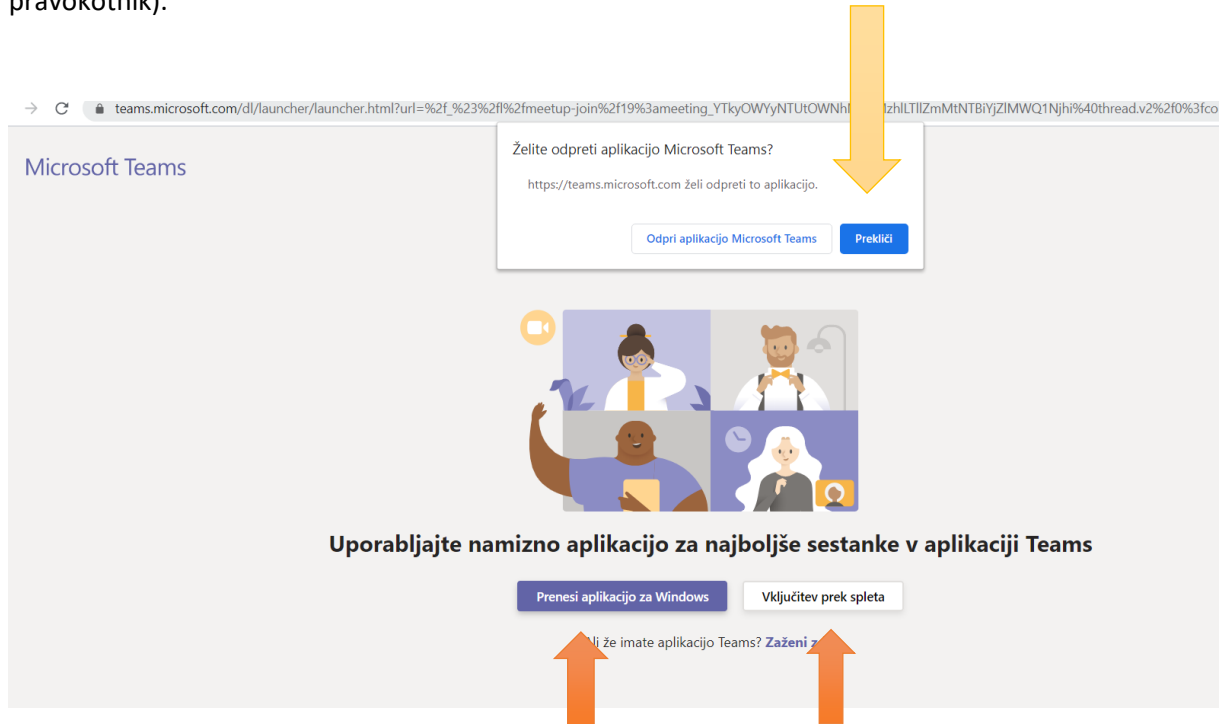 pravokotnik).
teams.microsoft.com/dl/launcher/launcher.html?url=%2f_%23%2fl%2fmeetup-join%2f19%3ameeting_
Microsoft Teams
Želite odpreti aplikacijo Microsoft Teams?
https://teams.microsoft.com želi odpreti to aplikacijo.
Odpri aplikacijo Microsoft Teams Prekliči
Uporabljajte namizno aplikacijo za najboljše sestanke v aplikaciji Teams
Prenesi aplikacijo za Windows Vključitev prek spleta
že imate aplikacijo Teams? Zaženi